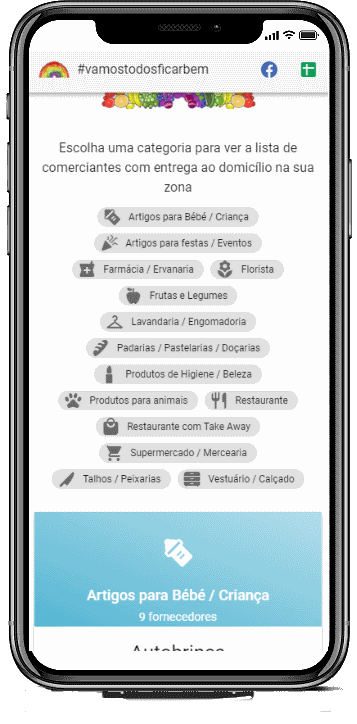 #vamostodosficarbem
Escolha uma categoria para ver a lista de
comerciantes com entrega ao domicílio na sua
zona
Artigos para Bébé / Criança
Artigos para festas / Eventos
Farmácia / Ervanaria
Florista
Frutas e Legumes
Lavandaria / Engomadoria
Padarias / Pastelarias / Doçarias
Produtos de Higiene / Beleza
Produtos para animais
Restaurante
Restaurante com Take Away
Supermercado / Mercearia
Talhos / Peixarias
Vestuário / Calçado
Artigos para Bébé / Criança
9 fornecedores